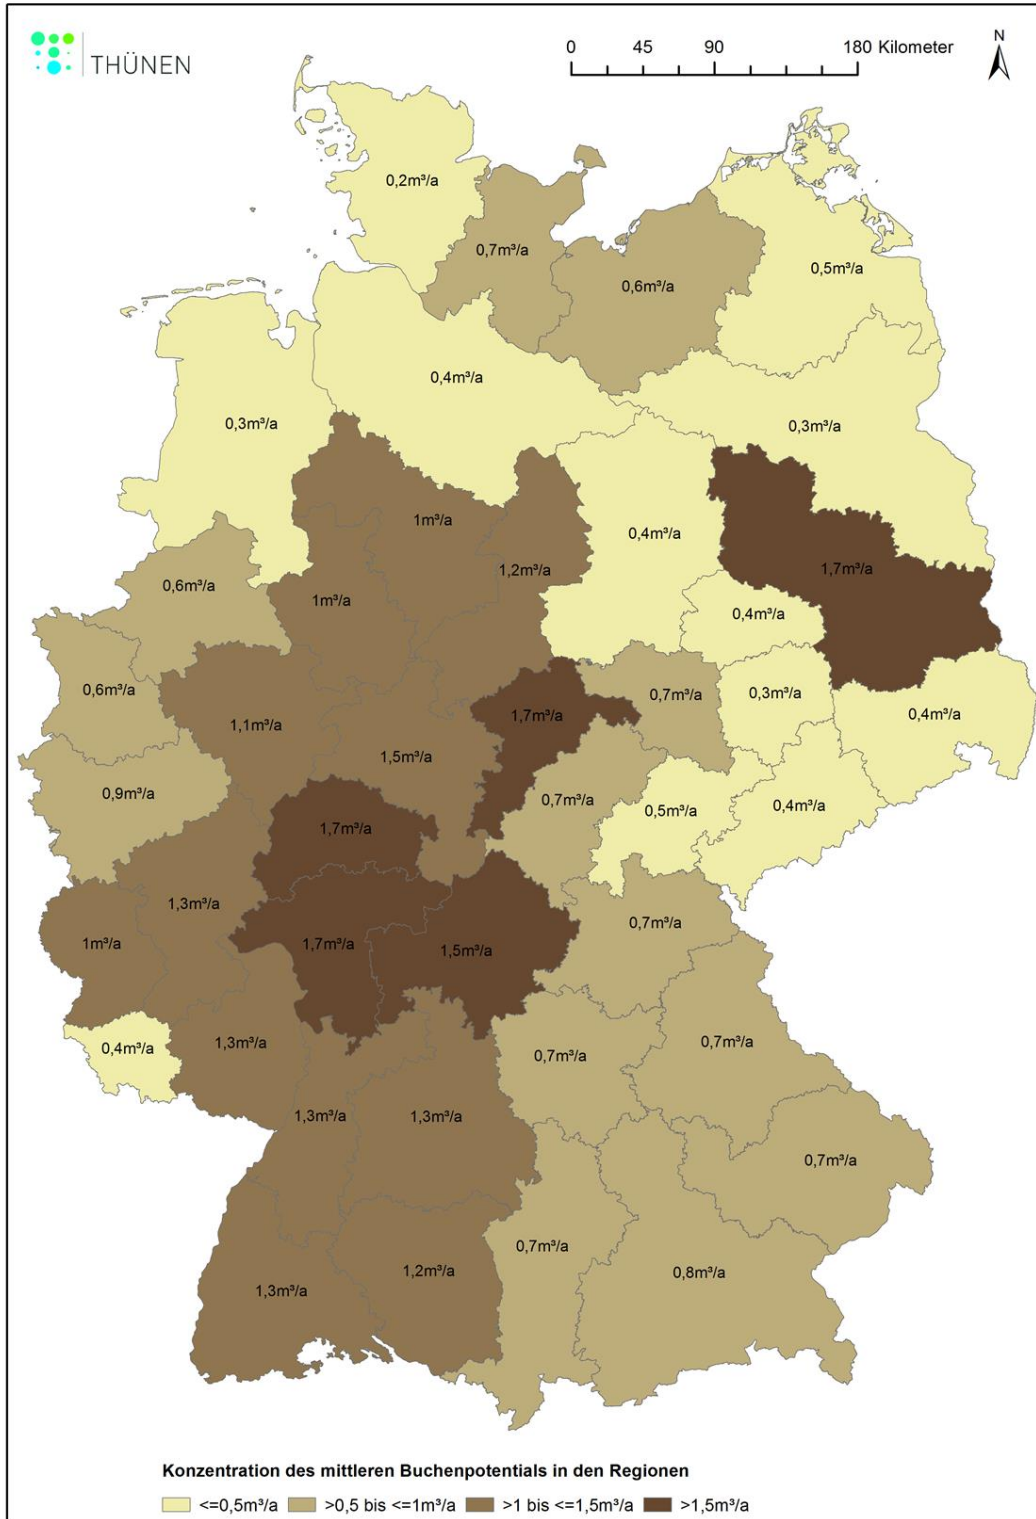 THÜNEN
0 45 90 180 Kilometer
N
0,2m³/a
0,7m³/a
0,6m³/a
0,5m³/a
0,4m³/a
0,3m³/a
0,3m³/a
1m³/a
0,4m³/a
1,2m³/a
1,7m³/a
0,6m³/a
1m³/a
0,4m³/a
0,6m³/a
0,7m³/a
0,3m³/a
1,1m³/a
1,7m³/a
0,4m³/a
1,5m³/a
0,9m³/a
0,7m³/a
0,5m³/a
0,4m³/a
1,7m³/a
1,3m³/a
0,7m³/a
1m³/a
1,7m³/a
1,5m³/a
0,4m³/a
1,3m³/a
0,7m³/a
0,7m³/a
1,3m³/a
1,3m³/a
0,7m³/a
0,7m³/a
1,3m³/a
1,2m³/a
0,8m³/a
Konzentration des mittleren Buchenpotentials in den Regionen
<=0,5m³/a >0,5 bis <=1m³/a >1 bis <=1,5m³/a >1,5m³/a